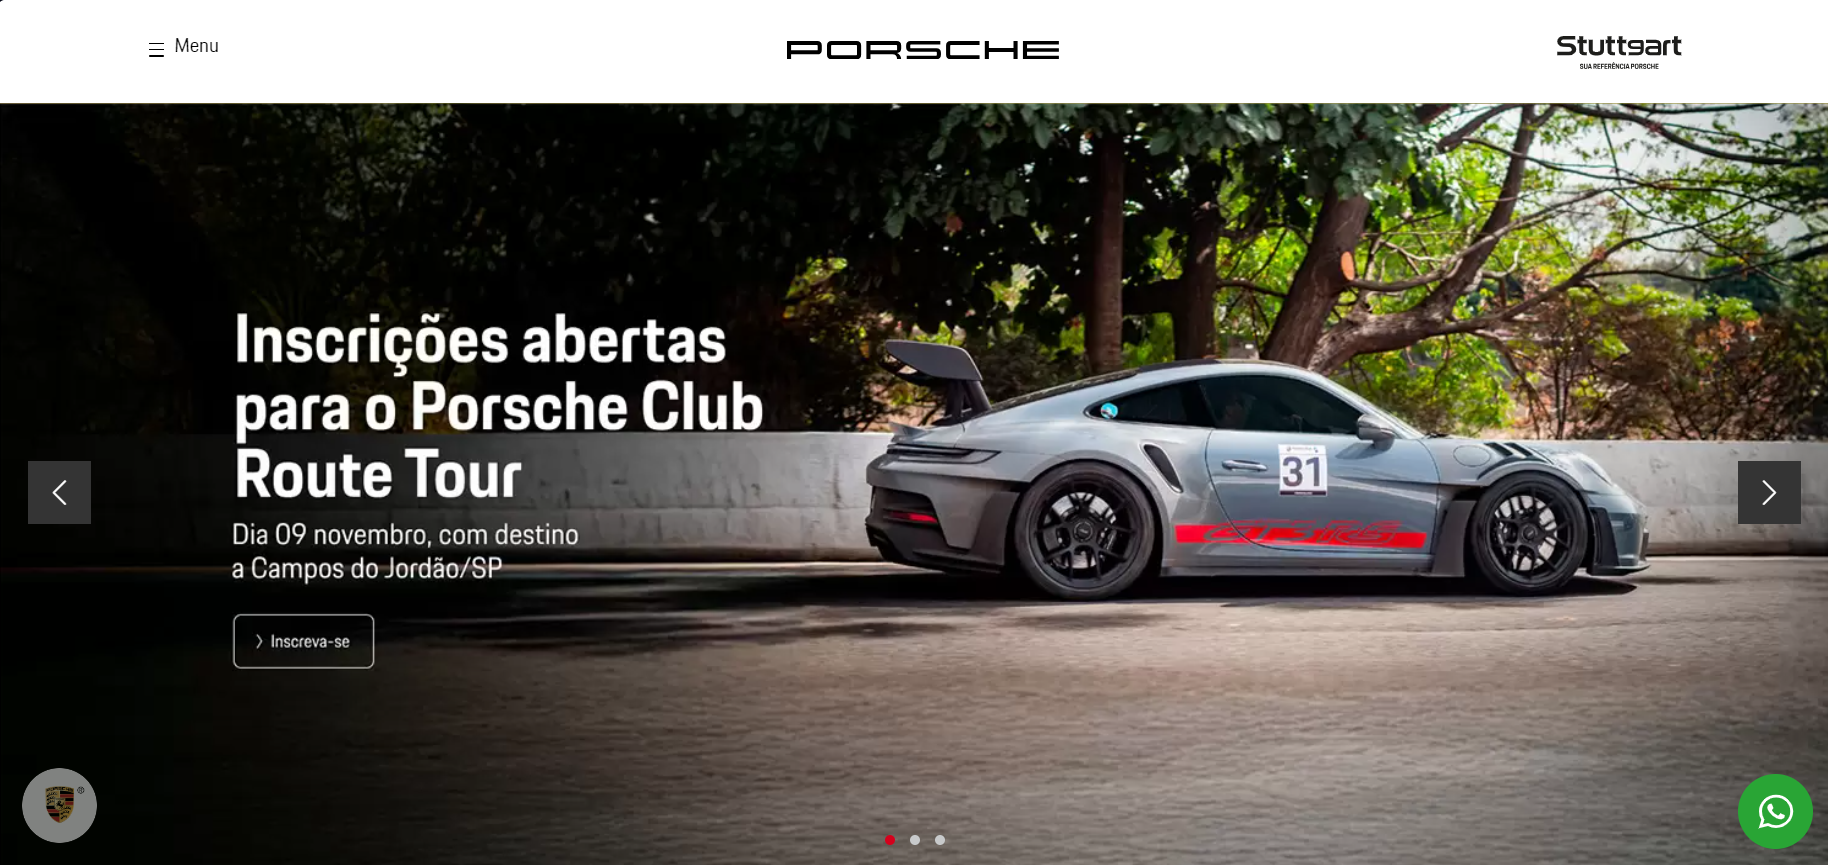 Menu
PORSCHE
Stuttgart
SUA REFERÊNCIA PORSCHE
Inscrições abertas
para o Porsche Club
Route Tour
Dia 09 novembro, com destino
a Campos do Jordão/SP
Inscreva-se
31
GT3 RS
®